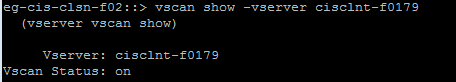 eg-cis-clsn-f02::> vscan show -vserver cisclnt-f0179
(vserver vscan show)
Vserver: cisclnt-f0179
Vscan Status: on